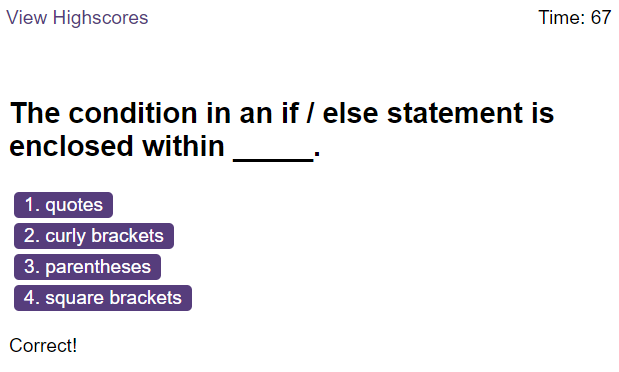 View Highscores
Time: 67
The condition in an if / else statement is
enclosed within _____.
1. quotes
2. curly brackets
3. parentheses
4. square brackets
Correct!